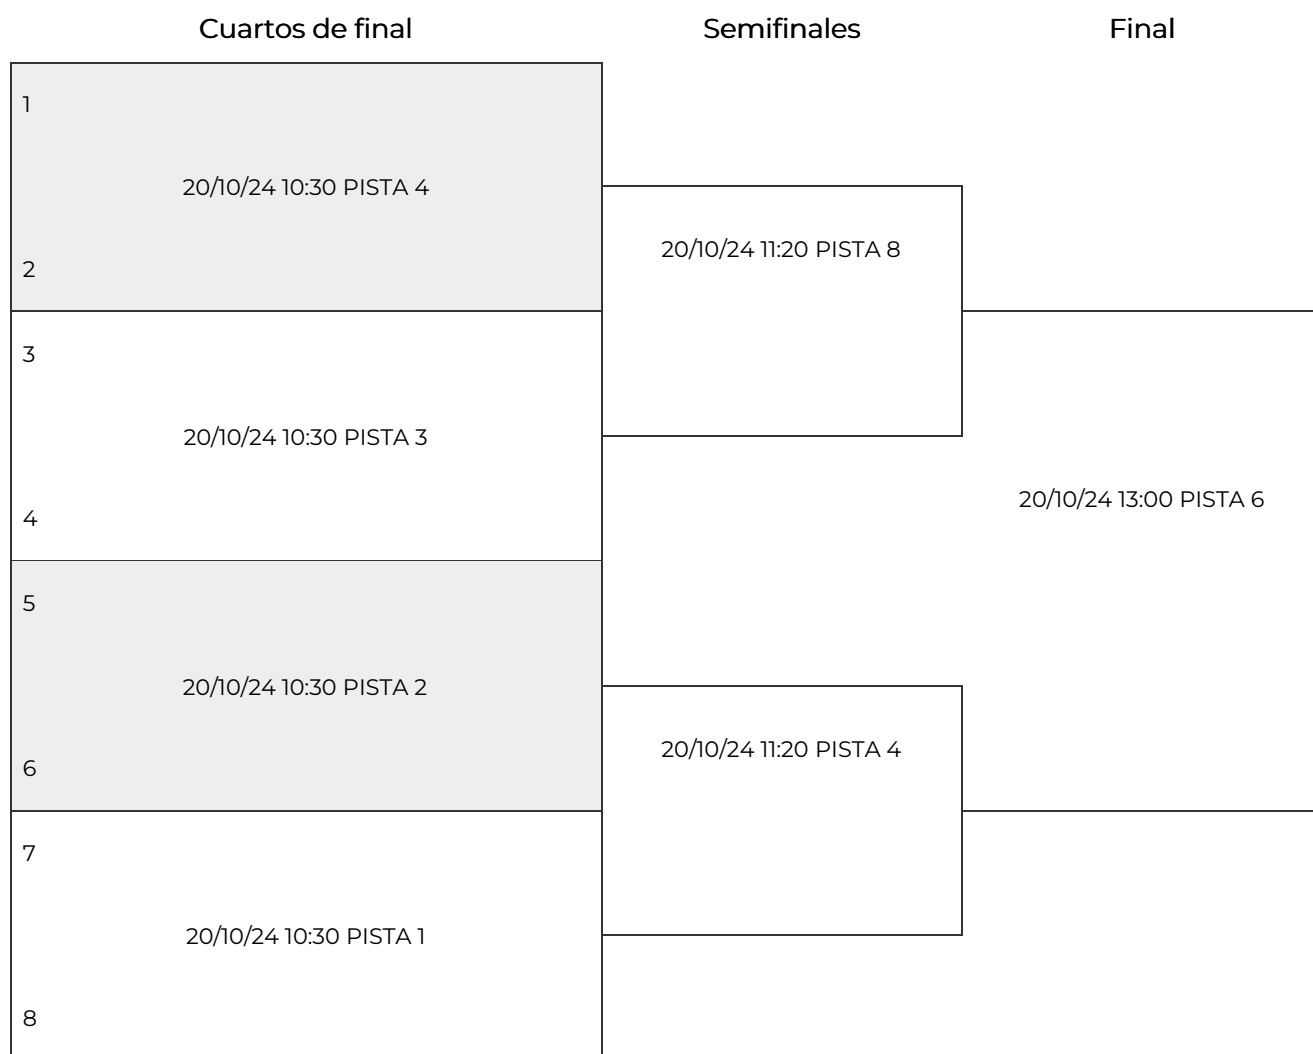 Cuartos de final
Semifinales
Final
1
20/10/24 10:30 PISTA 4
2
3
20/10/24 10:30 PISTA 3
4
5
20/10/24 10:30 PISTA 2
6
7
20/10/24 10:30 PISTA 1
8
20/10/24 11:20 PISTA 8
20/10/24 11:20 PISTA 4
20/10/24 13:00 PISTA 6